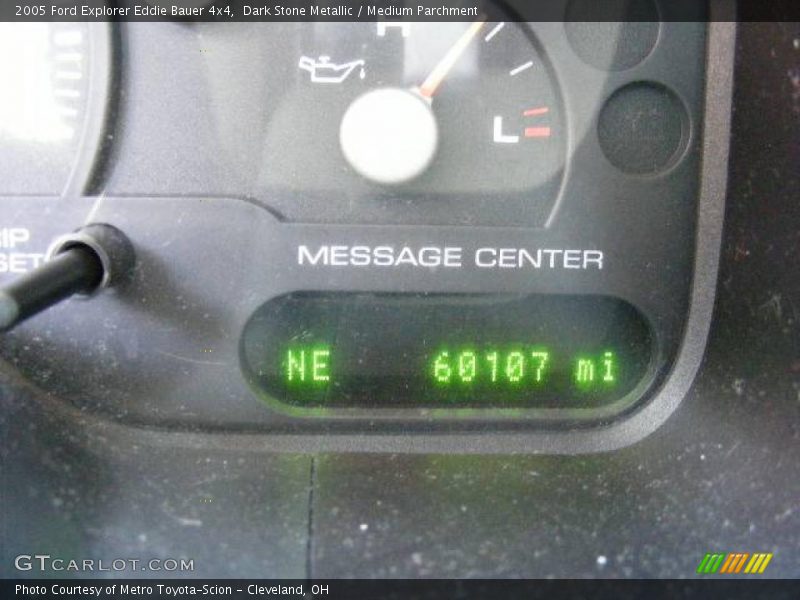 2005 Ford Explorer Eddie Bauer 4x4, Dark Stone Metallic / Medium Parchment
H
L
MESSAGE CENTER
NE 60107 mi
GTCARLOT.COM
Photo Courtesy of Metro Toyota-Scion - Cleveland, OH